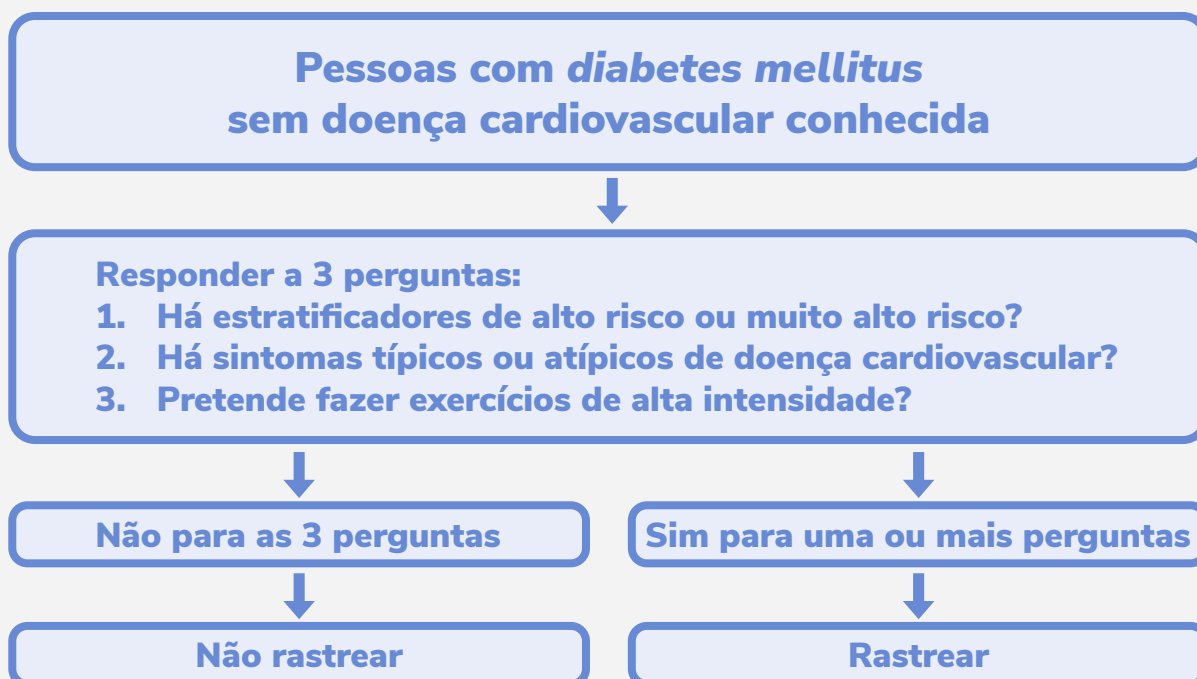 Pessoas com diabetes mellitus
sem doença cardiovascular conhecida
Responder a 3 perguntas:
1. Há estratificadores de alto risco ou muito alto risco?
2. Há sintomas típicos ou atípicos de doença cardiovascular?
3. Pretende fazer exercícios de alta intensidade?
Não para as 3 perguntas
Sim para uma ou mais perguntas
Não rastrear
Rastrear